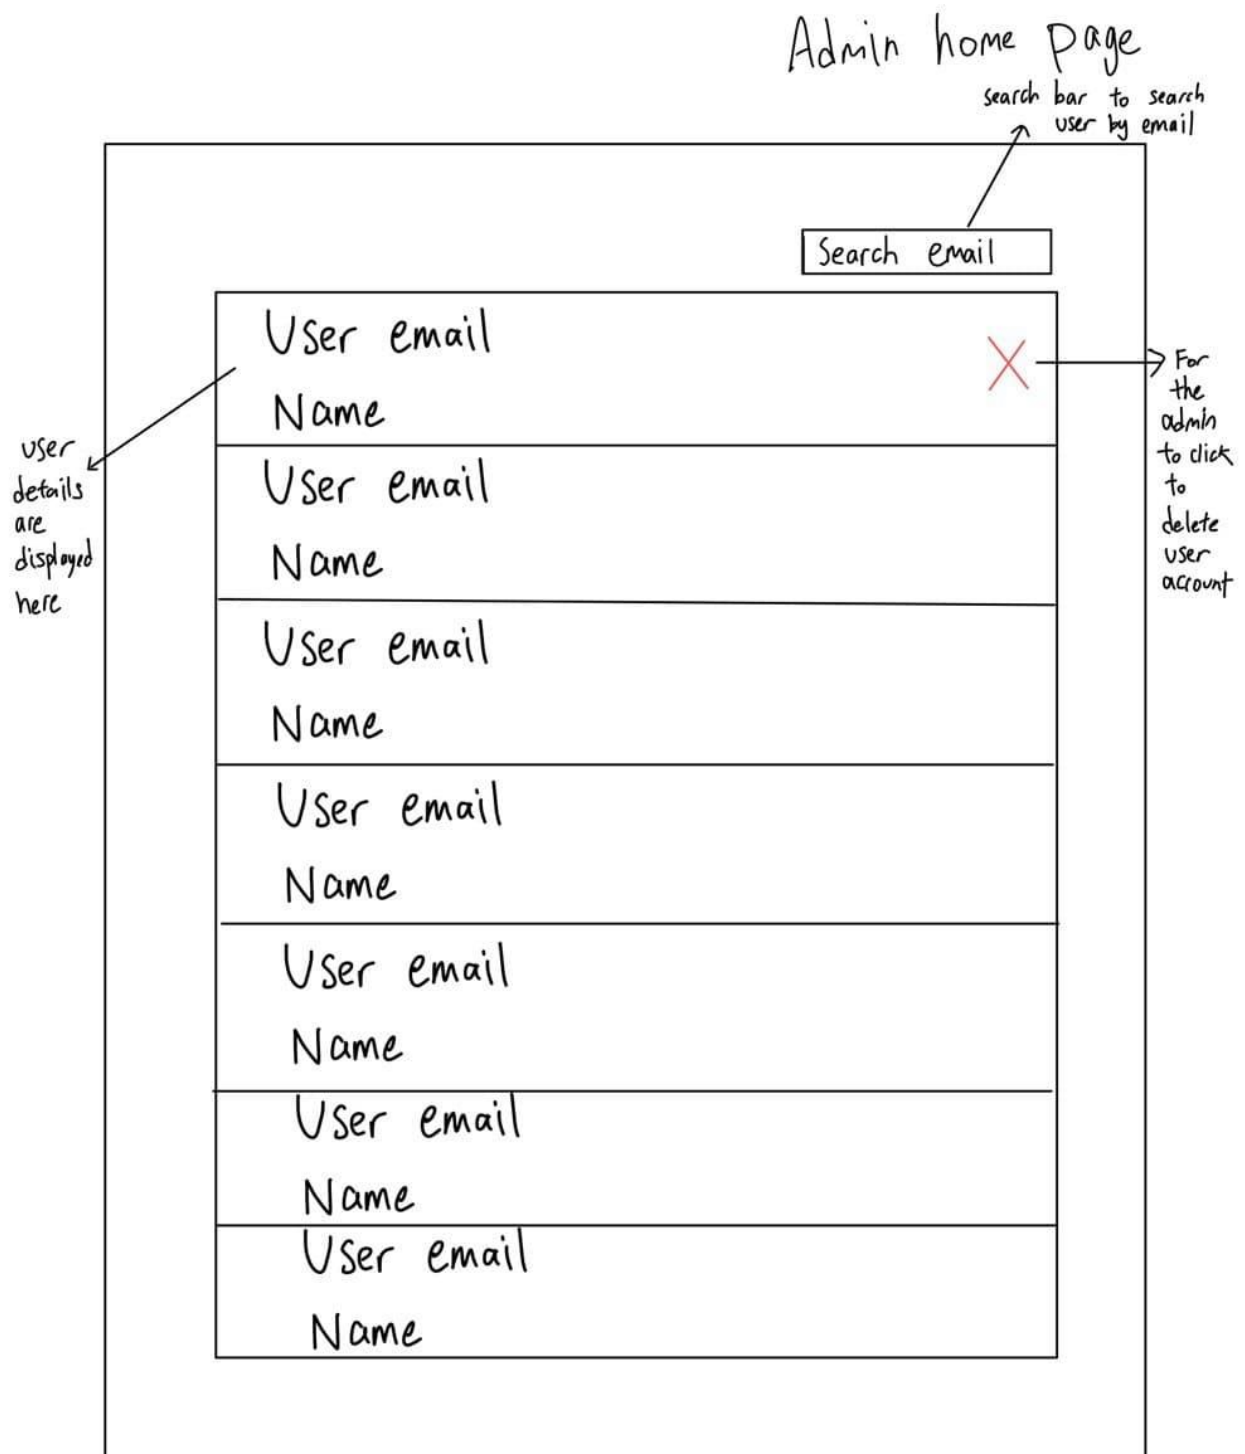 Admin home page
search bar to search
user by email
Search email
User email
Name
User email
Name
User email
Name
User email
Name
User email
Name
User email
Name
User email
Name
user
details
are
displayed
here
For
the
admin
to click
to
delete
user
account